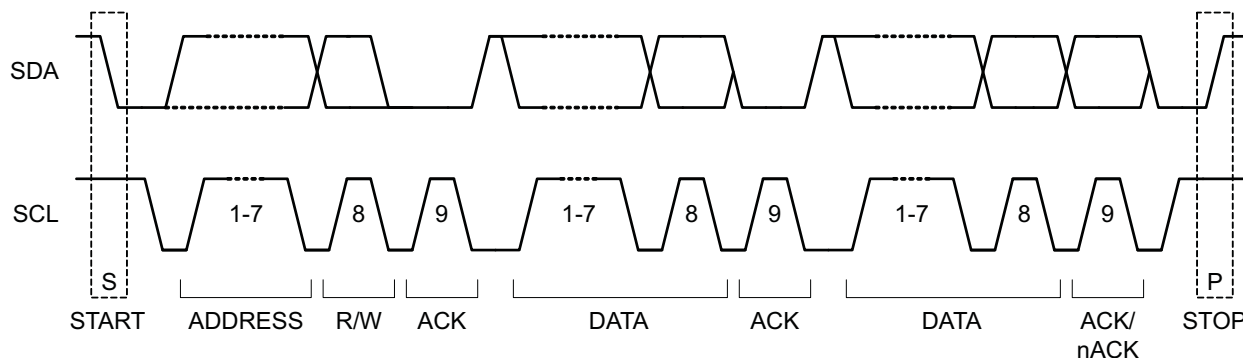 SDA
SCL
1-7
8
9
1-7
8
9
1-7
8
9
S
P
START
ADDRESS
R/W
ACK
DATA
ACK
DATA
ACK/
nACK
STOP